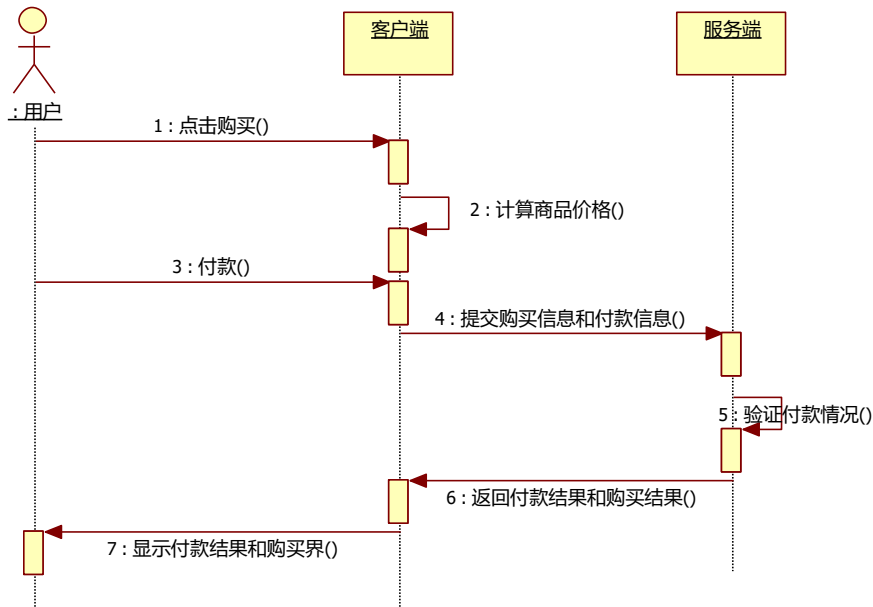 客户端
服务端
: 用户
1 : 点击购买()
2 : 计算商品价格()
3 : 付款()
4 : 提交购买信息和付款信息()
5 : 验证付款情况()
6 : 返回付款结果和购买结果()
7 : 显示付款结果和购买界()